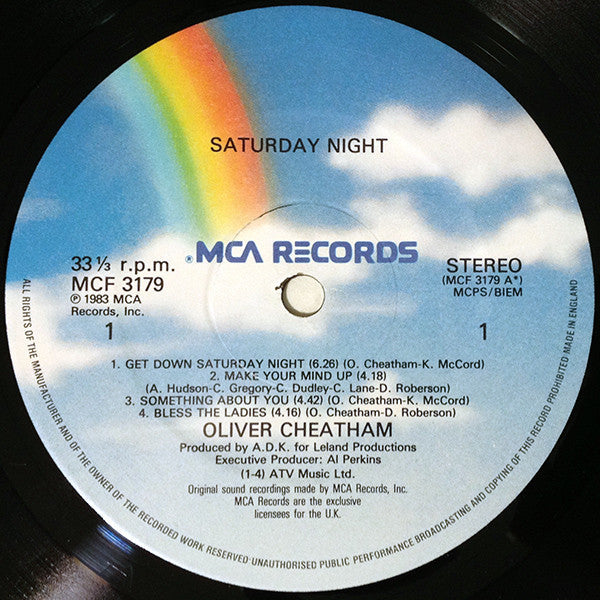 SATURDAY NIGHT
®MCA RECORDS
33 ⅓ r.p.m.
MCF 3179
℗ 1983 MCA
Records, Inc.
1
STEREO
(MCF 3179 A*)
MCPS/BIEM
1
1. GET DOWN SATURDAY NIGHT (6.26) (O. Cheatham-K. McCord)
2. MAKE YOUR MIND UP (4.18)
(A. Hudson-C. Gregory-C. Dudley-C. Lane-D. Roberson)
3. SOMETHING ABOUT YOU (4.42) (O. Cheatham-K. McCord)
4. BLESS THE LADIES (4.16) (O. Cheatham-D. Roberson)
OLIVER CHEATHAM
Produced by A.D.K. for Leland Productions
Executive Producer: Al Perkins
(1-4) ATV Music Ltd.
Original sound recordings made by MCA Records, Inc.
MCA Records are the exclusive
licensees for the U.K.
ALL RIGHTS OF THE MANUFACTURER AND OF THE OWNER OF THE RECORDED WORK RESERVED·UNAUTHORISED PUBLIC PERFORMANCE BROADCASTING AND COPYING OF THIS RECORD PROHIBITED MADE IN ENGLAND